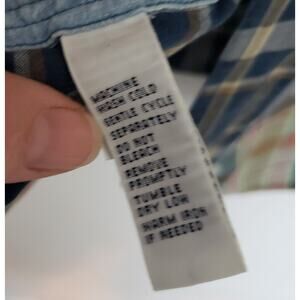 MACHINE
WASH COLD
GENTLE CYCLE
SEPARATELY
DO NOT
BLEACH
REMOVE
PROMPTLY
TUMBLE
DRY LOW
WARM IRON
IF NEEDED